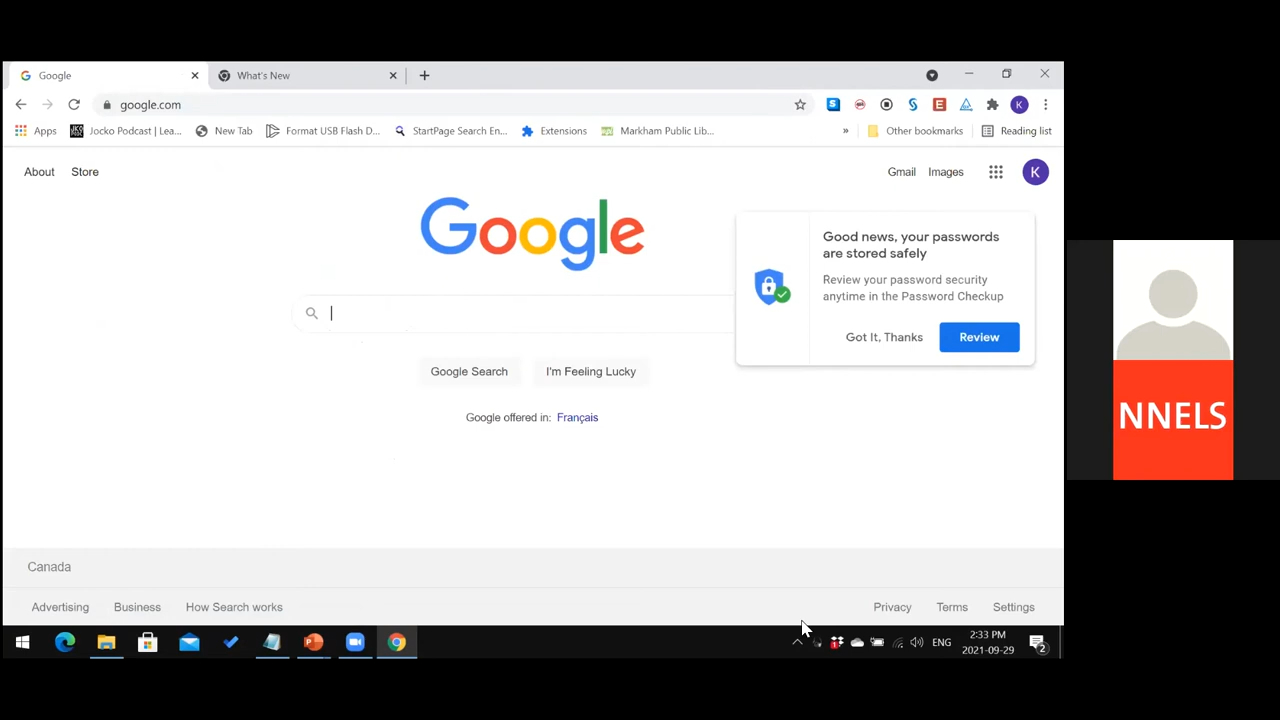 Google
What's New
google.com
K
Apps
Jocko Podcast | Lea...
New Tab
Format USB Flash D...
StartPage Search En...
Extensions
Markham Public Lib...
»
Other bookmarks
Reading list
About
Store
Gmail
Images
K
Google
Good news, your passwords
are stored safely
Review your password security
anytime in the Password Checkup
Got It, Thanks
Review
Google Search
I'm Feeling Lucky
Google offered in: Français
NNELS
Canada
Advertising
Business
How Search works
Privacy
Terms
Settings
ENG
2:33 PM
2021-09-29
2